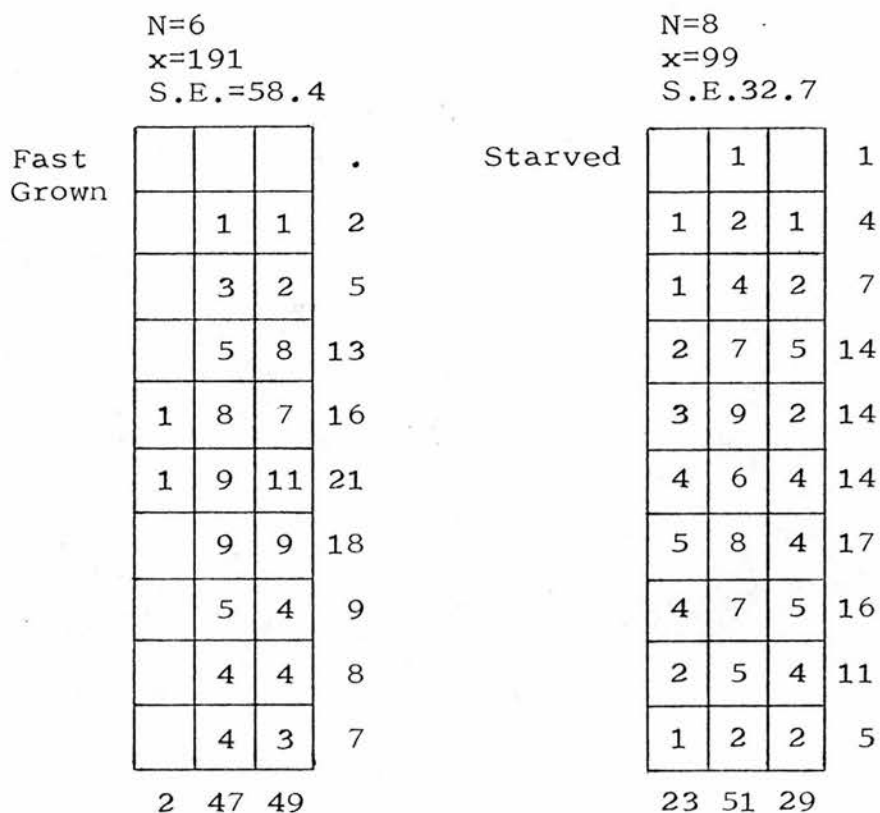 N=6
x=191
S.E.=58.4
Fast
Grown
.
1 1 2
3 2 5
5 8 13
1 8 7 16
1 9 11 21
9 9 18
5 4 9
4 4 8
4 3 7
2 47 49
N=8
x=99
S.E.32.7
Starved
1 1
1 2 1 4
1 4 2 7
2 7 5 14
3 9 2 14
4 6 4 14
5 8 4 17
4 7 5 16
2 5 4 11
1 2 2 5
23 51 29